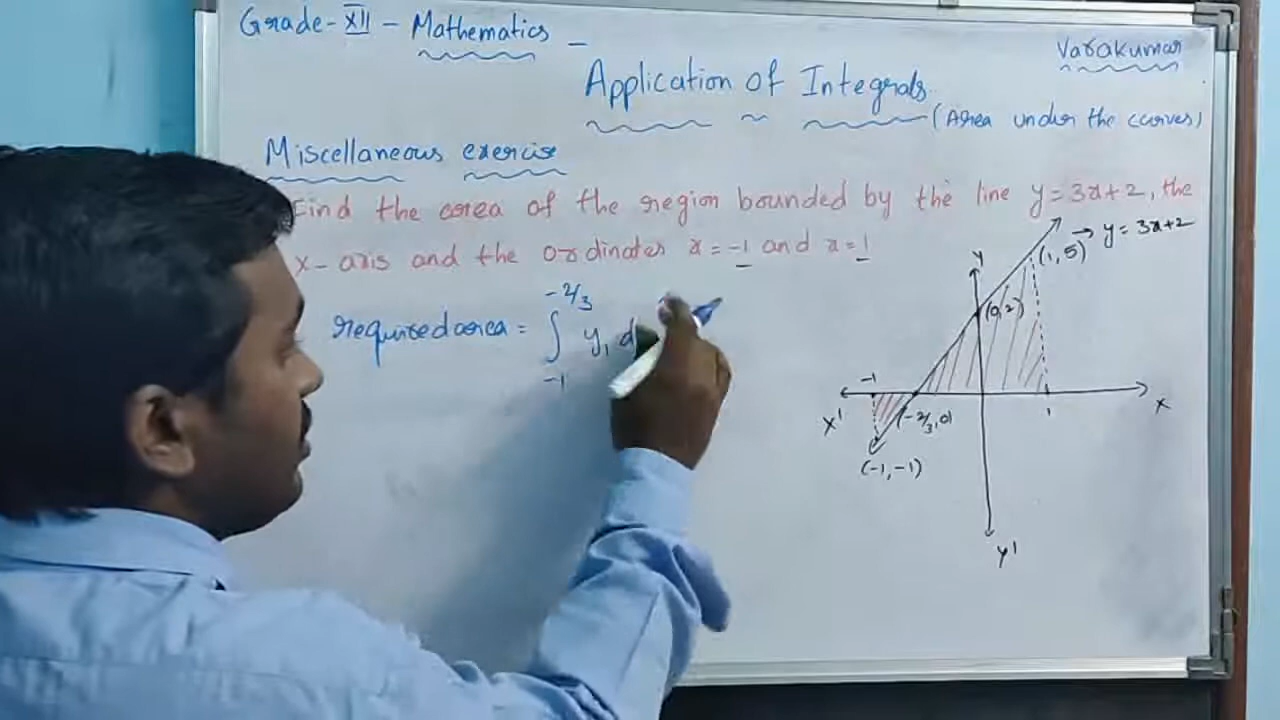 Grade - XII - Mathematics -
Varakumar
Application of Integrals
(Area under the curves)
Miscellaneous exercise
Find the area of the region bounded by the line y = 3x + 2, the
x - axis and the ordinates x = -1 and x = 1
→ y = 3x+2
(1, 5)
Y
(0, 2)
required area = ∫ y₁ d
-2/3
-1
-1
X'
(-2/3, 0)
1
X
(-1, -1)
Y'